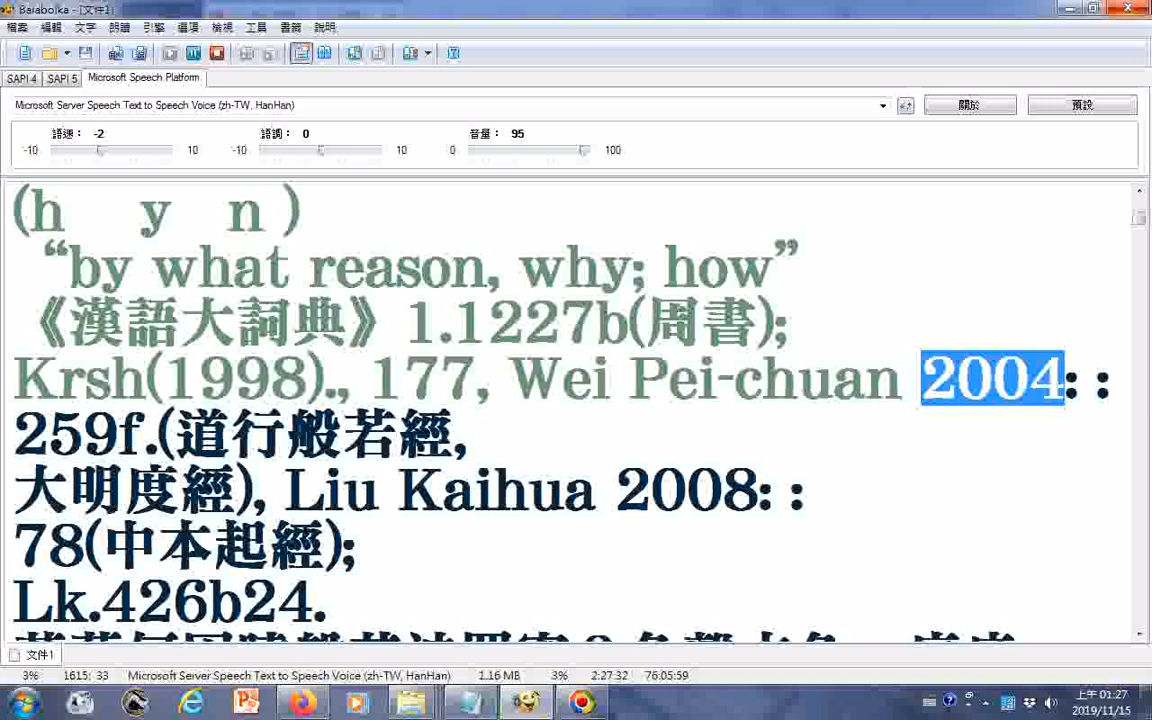 Balabolka - [文件1]
檔案 編輯 文字 朗讀 引擎 選項 檢視 工具 書籤 說明
SAPI 4 SAPI 5 Microsoft Speech Platform
Microsoft Server Speech Text to Speech Voice (zh-TW, HanHan) 關於 預設
語速： -2 語調： 0 音量： 95
-10 10 -10 10 0 100
(h y n )
“by what reason, why; how”
《漢語大詞典》 1.1227b(周書);
Krsh(1998)., 177, Wei Pei-chuan 2004: :
259f.(道行般若經,
大明度經), Liu Kaihua 2008: :
78(中本起經);
Lk.426b24.
文件1
3% 1615; 33 Microsoft Server Speech Text to Speech Voice (zh-TW, HanHan) 1.16 MB 3% 2:27:32 76:05:59
上午 01:27
2019/11/15